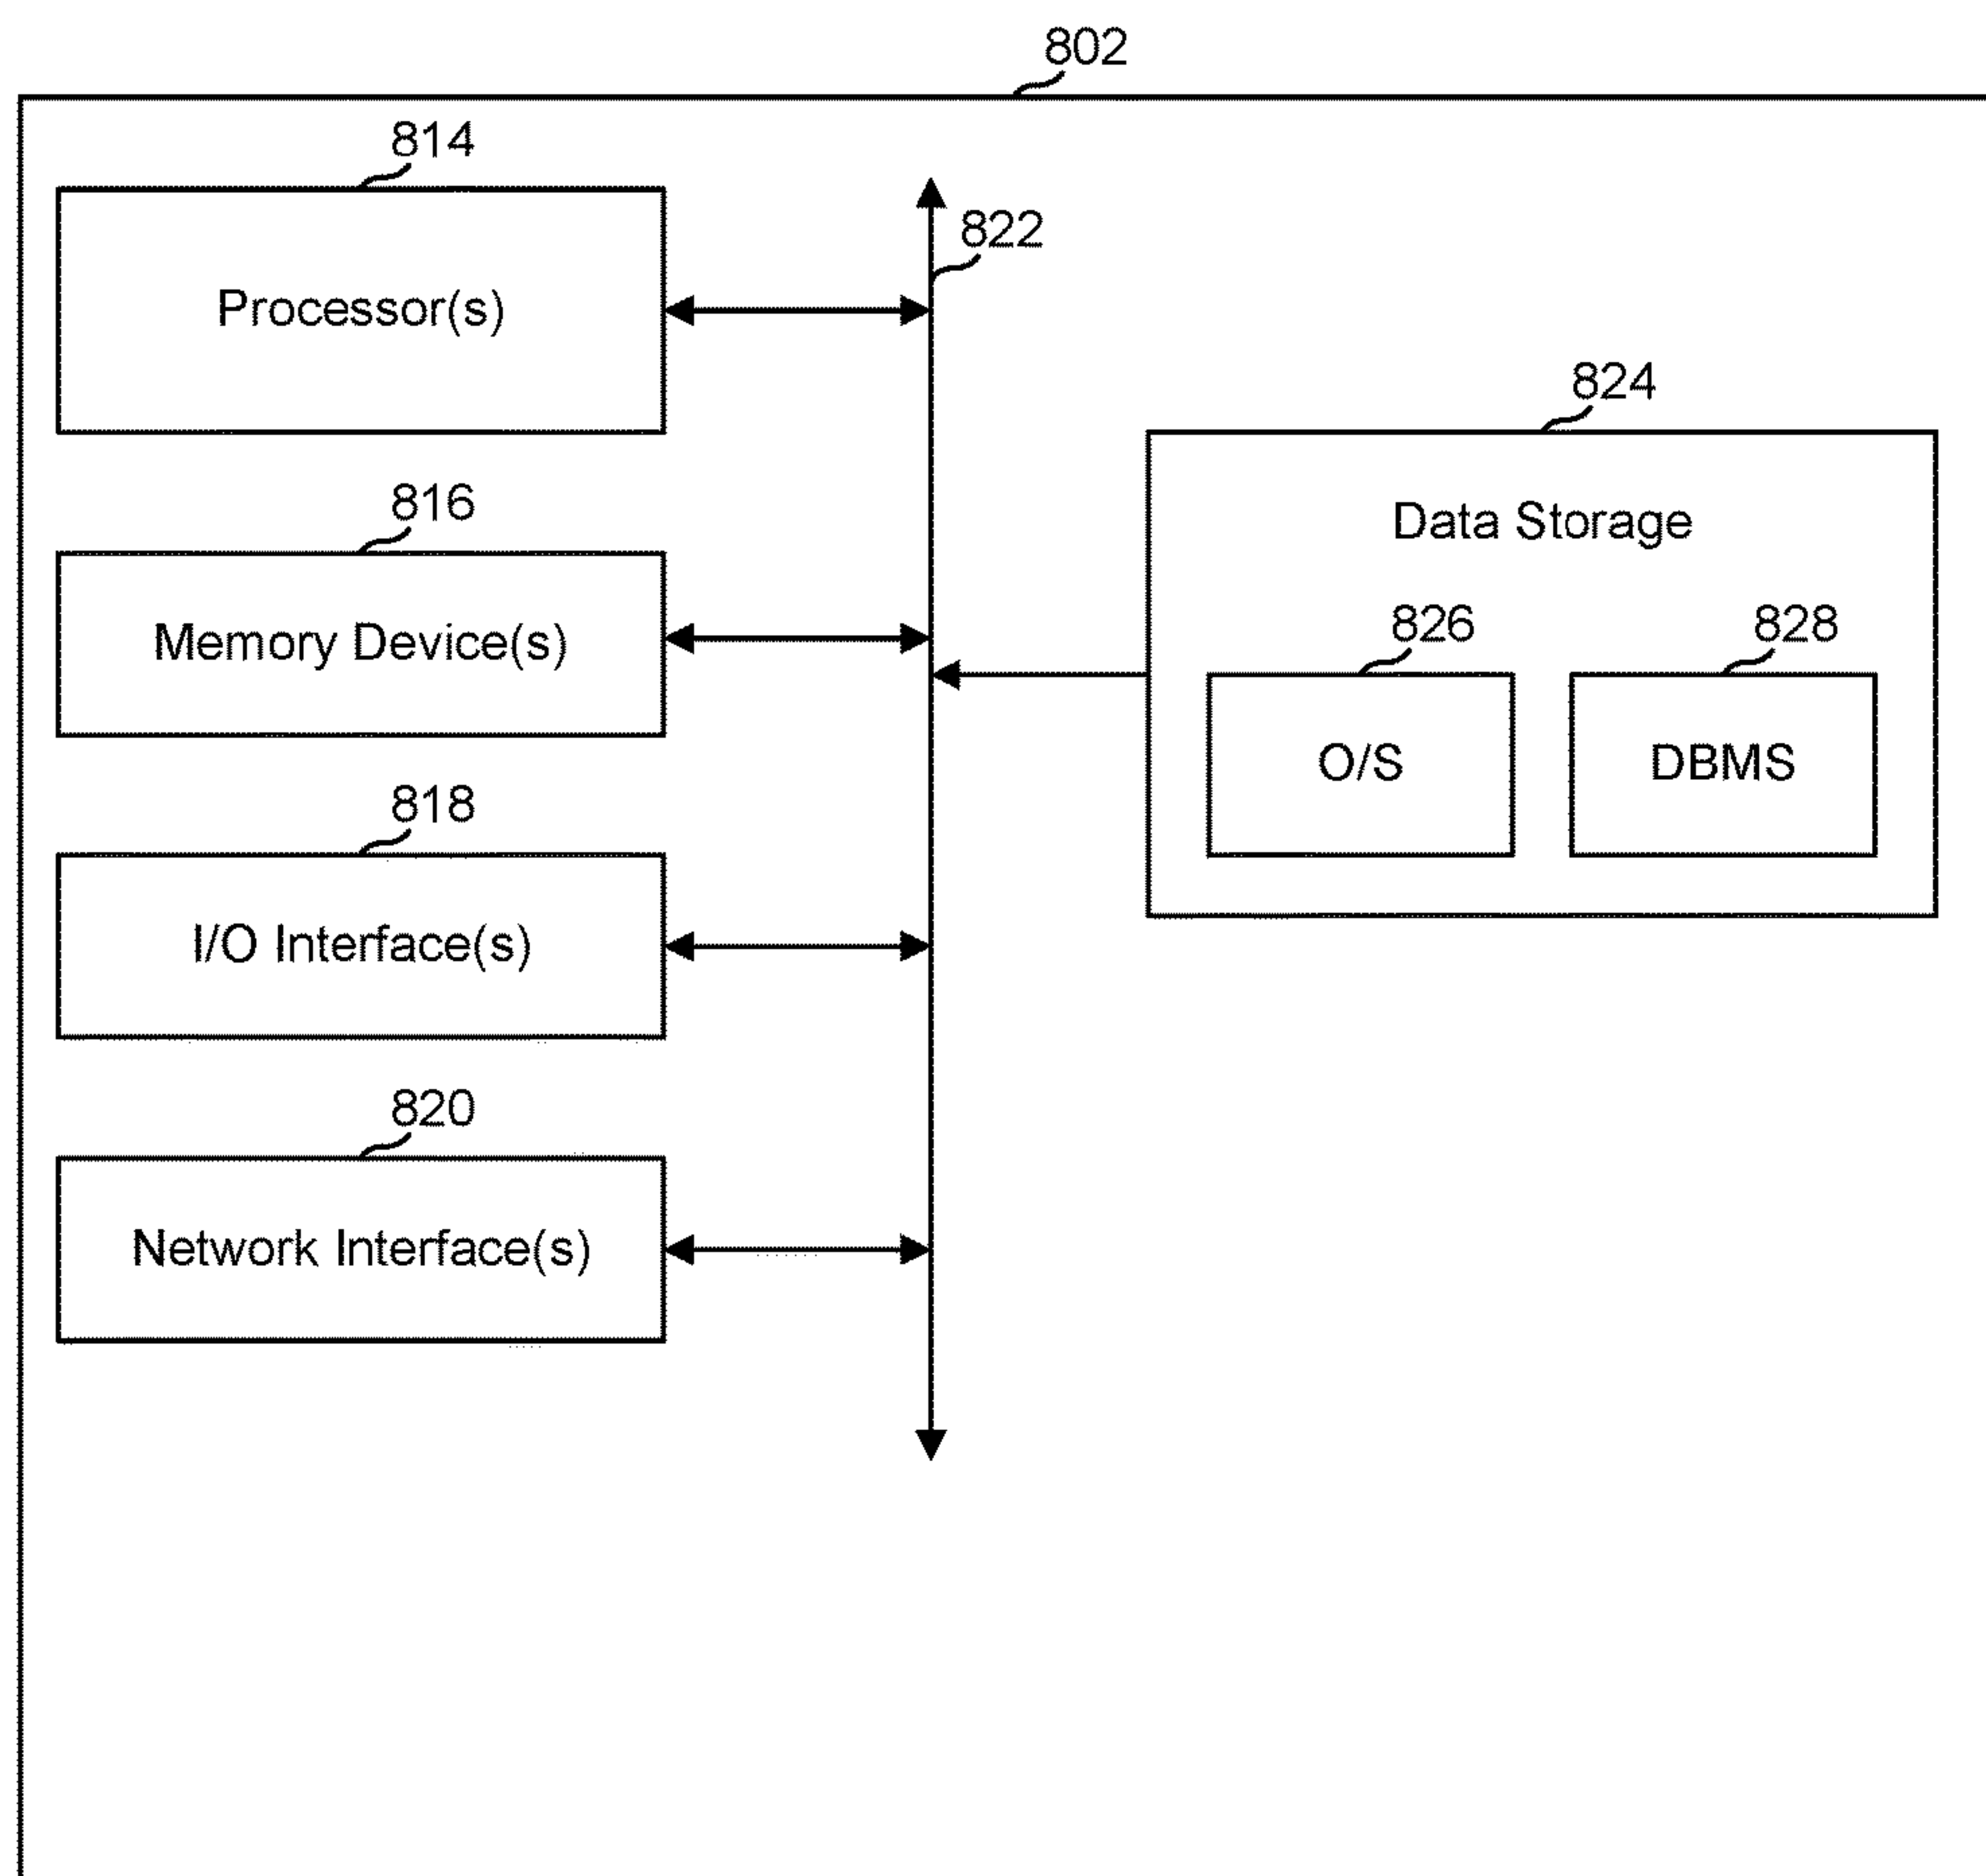 802
814
Processor(s)
822
824
Data Storage
816
Memory Device(s)
826
828
O/S
DBMS
818
I/O Interface(s)
820
Network Interface(s)